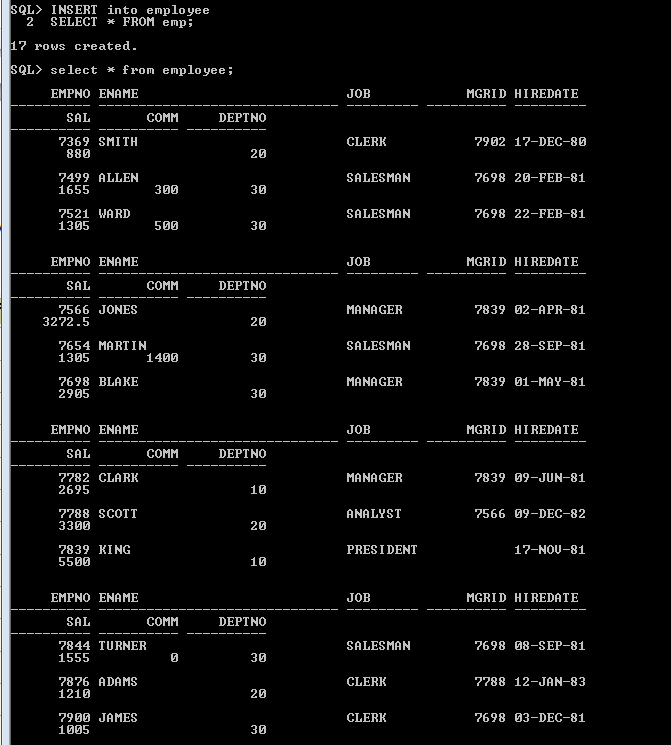 SQL> INSERT into employee
  2  SELECT * FROM emp;
17 rows created.
SQL> select * from employee;
EMPNO ENAME JOB MGRID HIREDATE
SAL COMM DEPTNO
7369 SMITH CLERK 7902 17-DEC-80
880 20
7499 ALLEN SALESMAN 7698 20-FEB-81
1655 300 30
7521 WARD SALESMAN 7698 22-FEB-81
1305 500 30
EMPNO ENAME JOB MGRID HIREDATE
SAL COMM DEPTNO
7566 JONES MANAGER 7839 02-APR-81
3272.5 20
7654 MARTIN SALESMAN 7698 28-SEP-81
1305 1400 30
7698 BLAKE MANAGER 7839 01-MAY-81
2905 30
EMPNO ENAME JOB MGRID HIREDATE
SAL COMM DEPTNO
7782 CLARK MANAGER 7839 09-JUN-81
2695 10
7788 SCOTT ANALYST 7566 09-DEC-82
3300 20
7839 KING PRESIDENT 17-NOV-81
5500 10
EMPNO ENAME JOB MGRID HIREDATE
SAL COMM DEPTNO
7844 TURNER SALESMAN 7698 08-SEP-81
1555 0 30
7876 ADAMS CLERK 7788 12-JAN-83
1210 20
7900 JAMES CLERK 7698 03-DEC-81
1005 30